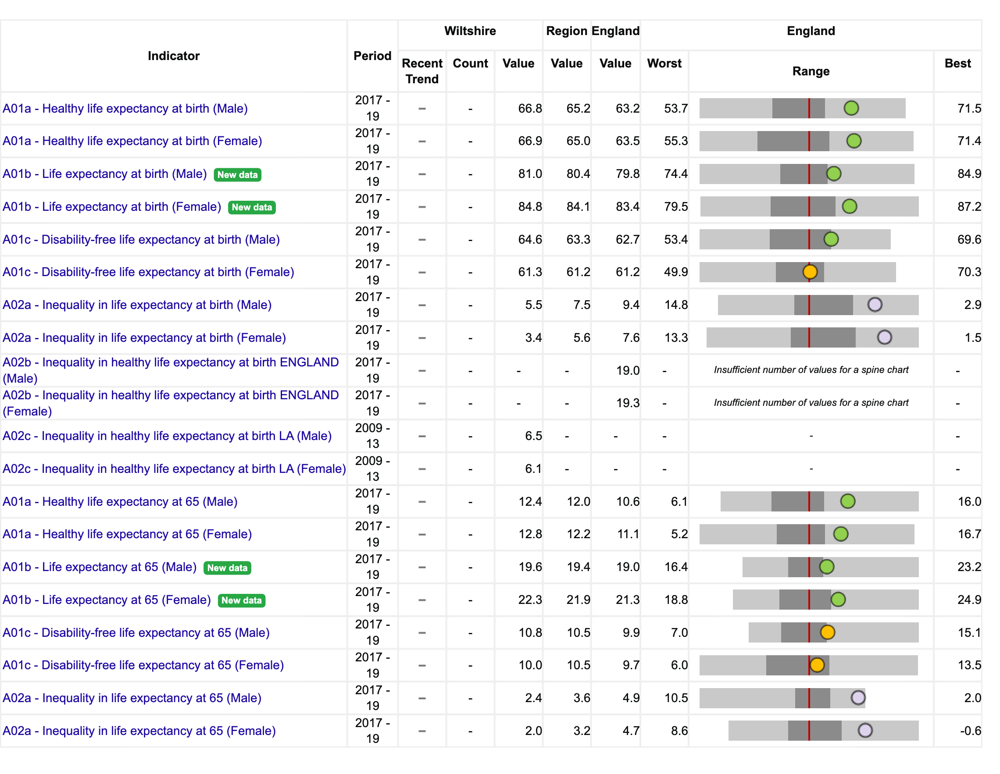 Indicator Period Wiltshire Region England England
Recent Trend Count Value Value Value Worst Range Best
A01a - Healthy life expectancy at birth (Male) 2017 - 19 – - 66.8 65.2 63.2 53.7 71.5
A01a - Healthy life expectancy at birth (Female) 2017 - 19 – - 66.9 65.0 63.5 55.3 71.4
A01b - Life expectancy at birth (Male) New data 2017 - 19 – - 81.0 80.4 79.8 74.4 84.9
A01b - Life expectancy at birth (Female) New data 2017 - 19 – - 84.8 84.1 83.4 79.5 87.2
A01c - Disability-free life expectancy at birth (Male) 2017 - 19 – - 64.6 63.3 62.7 53.4 69.6
A01c - Disability-free life expectancy at birth (Female) 2017 - 19 – - 61.3 61.2 61.2 49.9 70.3
A02a - Inequality in life expectancy at birth (Male) 2017 - 19 – - 5.5 7.5 9.4 14.8 2.9
A02a - Inequality in life expectancy at birth (Female) 2017 - 19 – - 3.4 5.6 7.6 13.3 1.5
A02b - Inequality in healthy life expectancy at birth ENGLAND (Male) 2017 - 19 – - - - 19.0 - Insufficient number of values for a spine chart -
A02b - Inequality in healthy life expectancy at birth ENGLAND (Female) 2017 - 19 – - - - 19.3 - Insufficient number of values for a spine chart -
A02c - Inequality in healthy life expectancy at birth LA (Male) 2009 - 13 – - 6.5 - - - - -
A02c - Inequality in healthy life expectancy at birth LA (Female) 2009 - 13 – - 6.1 - - - - -
A01a - Healthy life expectancy at 65 (Male) 2017 - 19 – - 12.4 12.0 10.6 6.1 16.0
A01a - Healthy life expectancy at 65 (Female) 2017 - 19 – - 12.8 12.2 11.1 5.2 16.7
A01b - Life expectancy at 65 (Male) New data 2017 - 19 – - 19.6 19.4 19.0 16.4 23.2
A01b - Life expectancy at 65 (Female) New data 2017 - 19 – - 22.3 21.9 21.3 18.8 24.9
A01c - Disability-free life expectancy at 65 (Male) 2017 - 19 – - 10.8 10.5 9.9 7.0 15.1
A01c - Disability-free life expectancy at 65 (Female) 2017 - 19 – - 10.0 10.5 9.7 6.0 13.5
A02a - Inequality in life expectancy at 65 (Male) 2017 - 19 – - 2.4 3.6 4.9 10.5 2.0
A02a - Inequality in life expectancy at 65 (Female) 2017 - 19 – - 2.0 3.2 4.7 8.6 -0.6